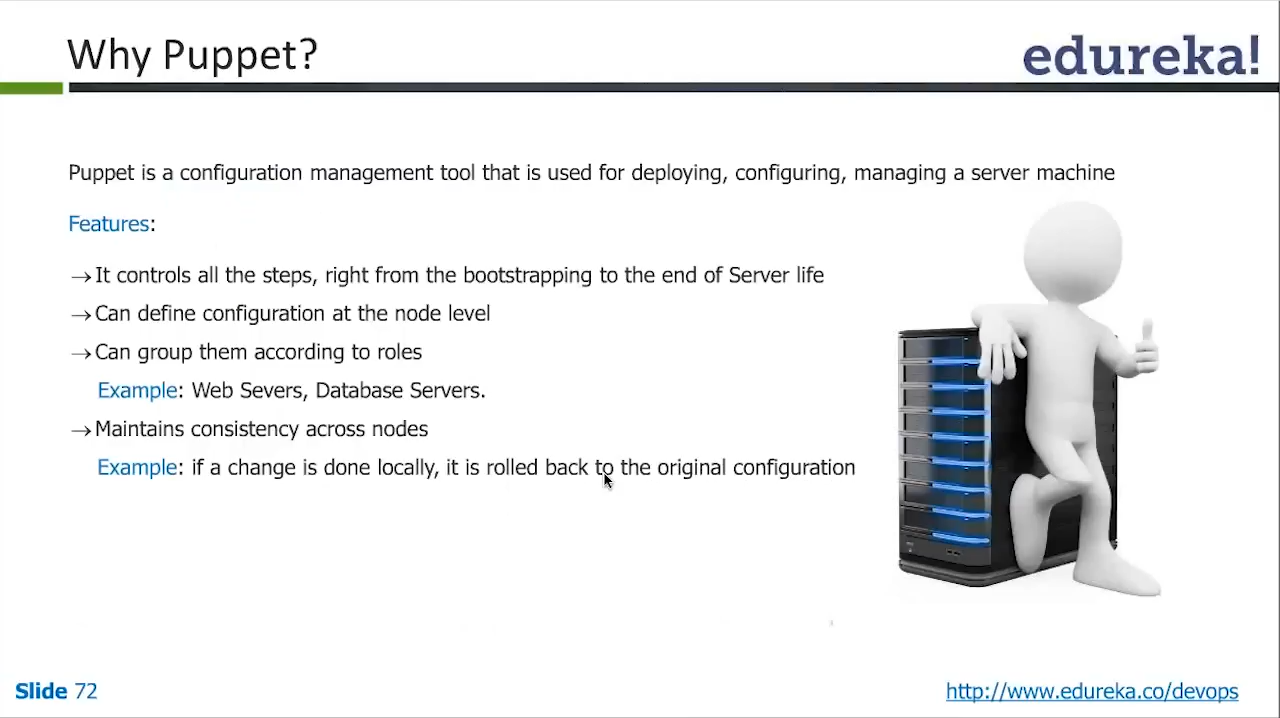 Why Puppet?
edureka!
Puppet is a configuration management tool that is used for deploying, configuring, managing a server machine
Features:
→It controls all the steps, right from the bootstrapping to the end of Server life
→Can define configuration at the node level
→Can group them according to roles
Example: Web Severs, Database Servers.
→Maintains consistency across nodes
Example: if a change is done locally, it is rolled back to the original configuration
Slide 72
http://www.edureka.co/devops